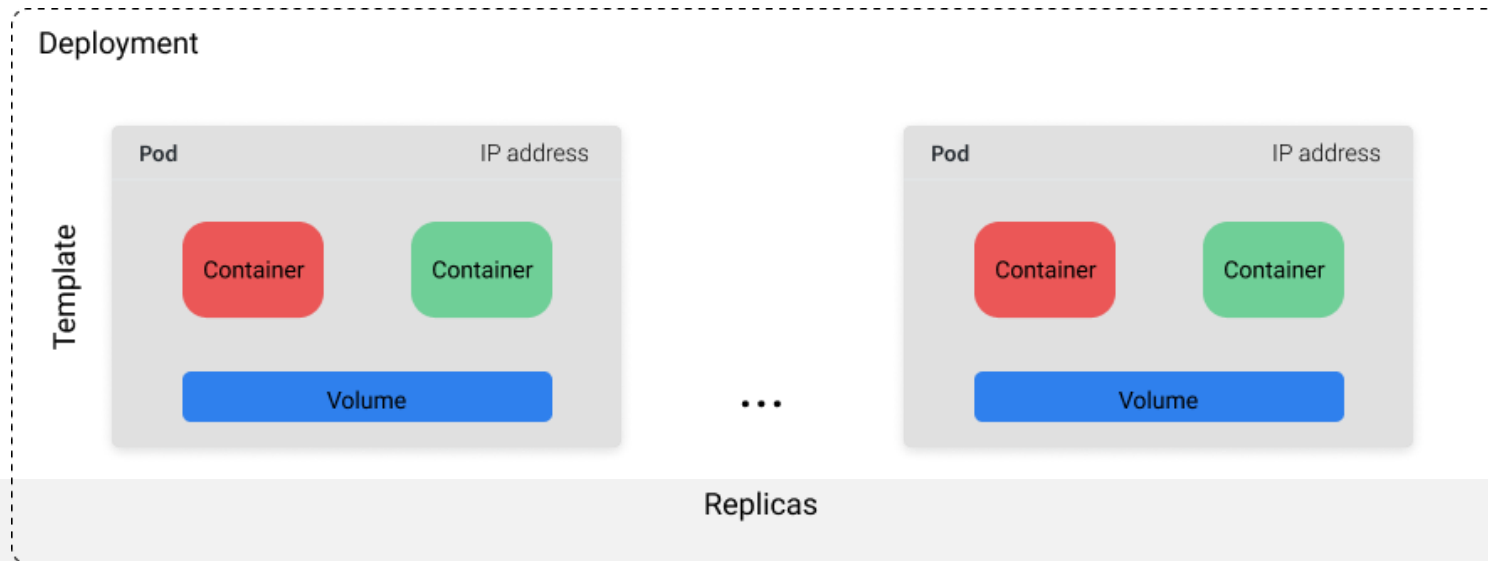 Deployment
Template
Pod IP address
Container Container
Volume
...
Pod IP address
Container Container
Volume
Replicas